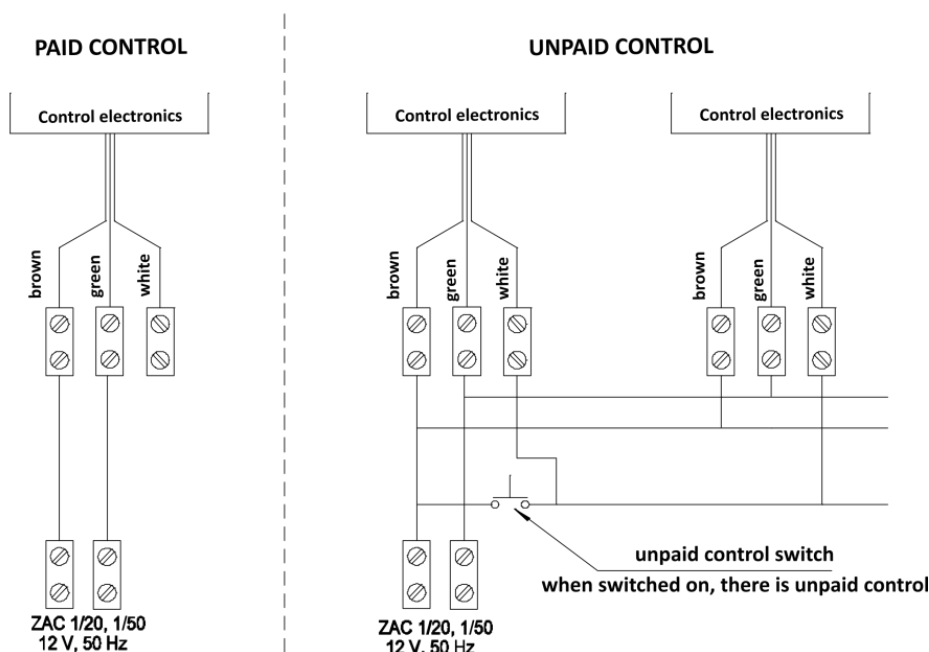 PAID CONTROL
Control electronics
brown
green
white
ZAC 1/20, 1/50
12 V, 50 Hz
UNPAID CONTROL
Control electronics
Control electronics
brown
green
white
brown
green
white
unpaid control switch
when switched on, there is unpaid control
ZAC 1/20, 1/50
12 V, 50 Hz